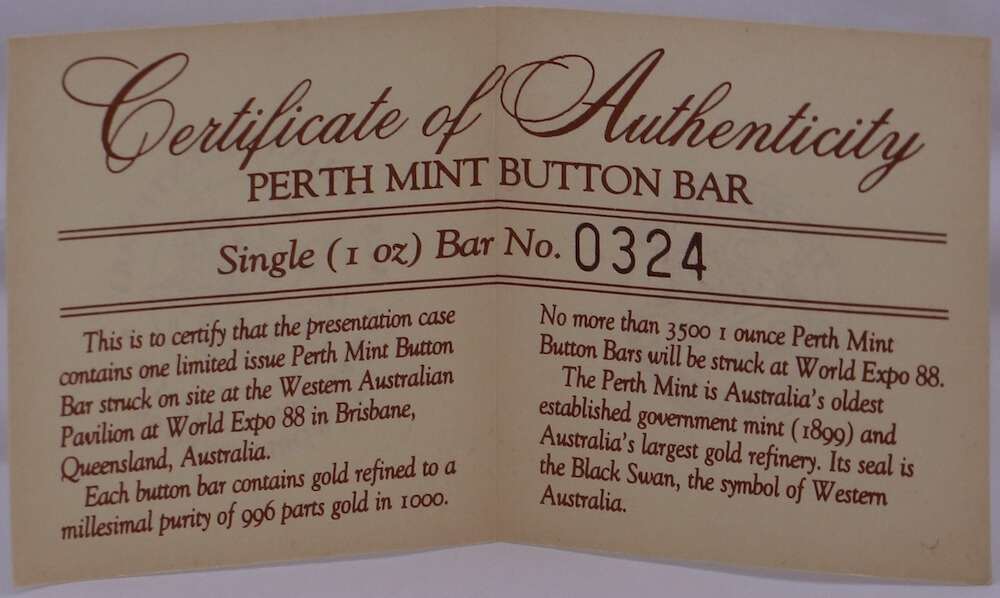 Certificate of Authenticity
PERTH MINT BUTTON BAR
Single (1 oz) Bar No. 0324
This is to certify that the presentation case
contains one limited issue Perth Mint Button
Bar struck on site at the Western Australian
Pavilion at World Expo 88 in Brisbane,
Queensland, Australia.
Each button bar contains gold refined to a
millesimal purity of 996 parts gold in 1000.
No more than 3500 1 ounce Perth Mint
Button Bars will be struck at World Expo 88.
The Perth Mint is Australia's oldest
established government mint (1899) and
Australia's largest gold refinery. Its seal is
the Black Swan, the symbol of Western
Australia.